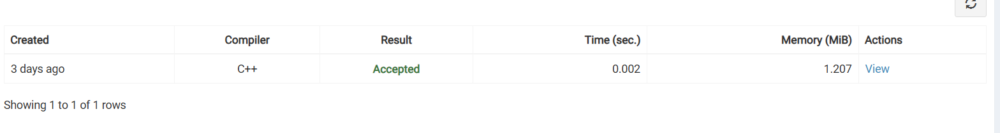 Created Compiler Result Time (sec.) Memory (MiB) Actions
3 days ago C++ Accepted 0.002 1.207 View
Showing 1 to 1 of 1 rows